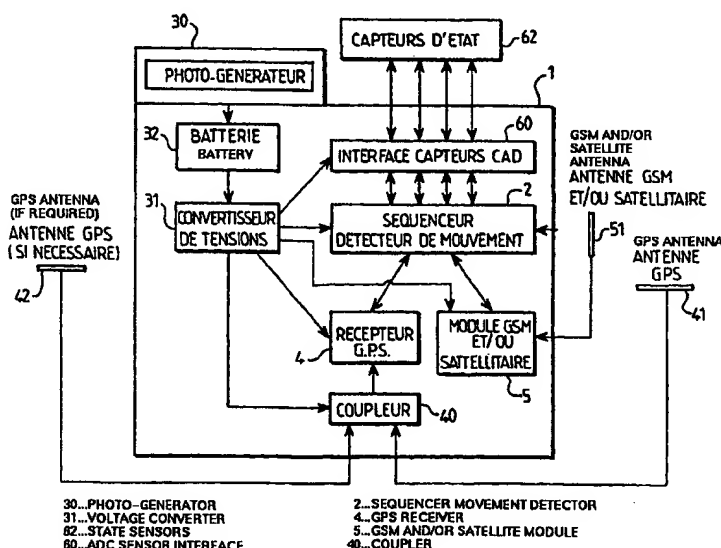 30
CAPTEURS D'ETAT
62
PHOTO-GENERATEUR
1
32
BATTERIE
BATTERY
60
INTERFACE CAPTEURS CAD
GSM AND/OR
SATELLITE
ANTENNA
ANTENNE GSM
ET/OU SATELLITAIRE
GPS ANTENNA
(IF REQUIRED)
ANTENNE GPS
(SI NECESSAIRE)
42
31
CONVERTISSEUR
DE TENSIONS
2
SEQUENCEUR
DETECTEUR DE MOUVEMENT
51
GPS ANTENNA
ANTENNE
GPS
41
RECEPTEUR
G.P.S.
4
MODULE GSM
ET/OU
SATTELLITAIRE
5
COUPLEUR
40
30...PHOTO-GENERATOR
31...VOLTAGE CONVERTER
62...STATE SENSORS
60...ADC SENSOR INTERFACE
2...SEQUENCER MOVEMENT DETECTOR
4...GPS RECEIVER
5...GSM AND/OR SATELLITE MODULE
40...COUPLER